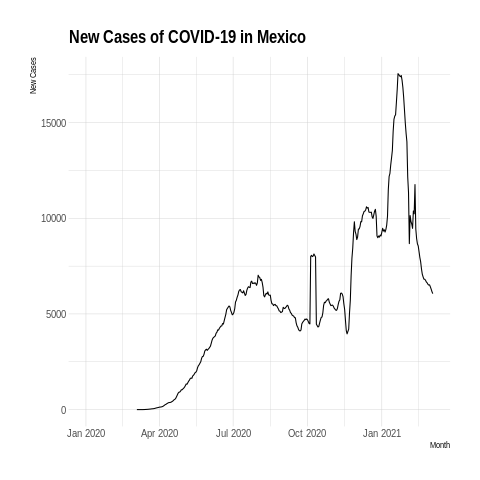 New Cases of COVID-19 in Mexico
New Cases
15000
10000
5000
0
Jan 2020 Apr 2020 Jul 2020 Oct 2020 Jan 2021
Month